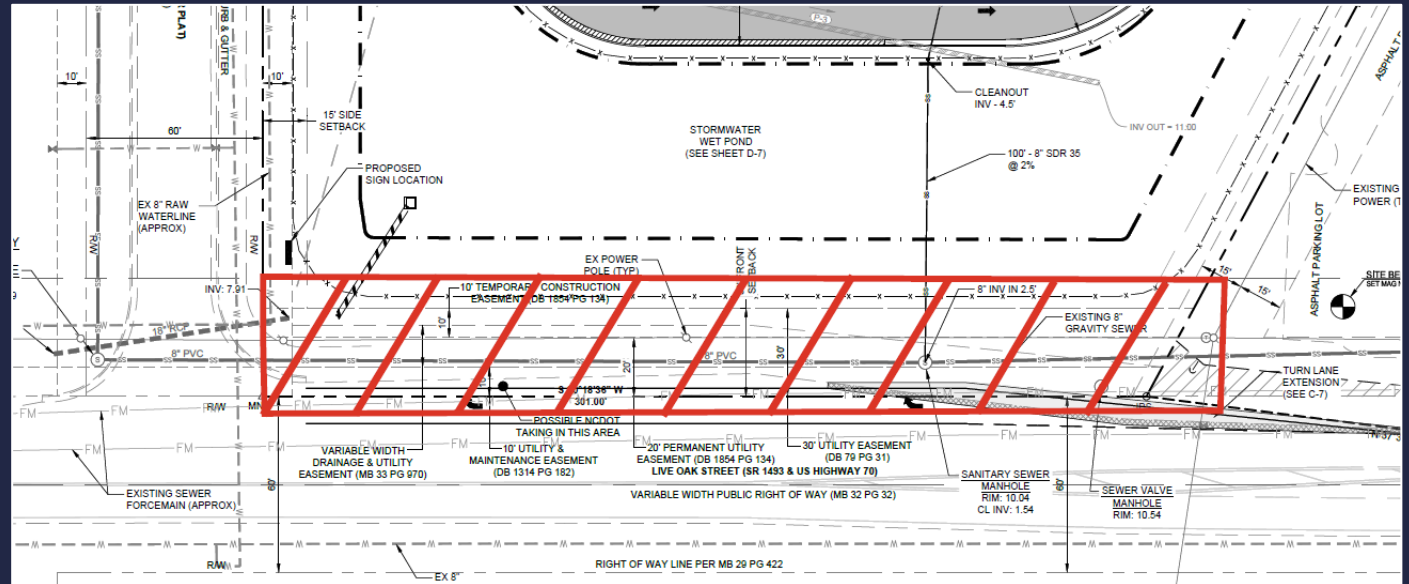 PLAT)
URB & GUTTER
10'
10'
60'
15' SIDE
SETBACK
PROPOSED
SIGN LOCATION
EX 8" RAW
WATERLINE
(APPROX)
R/W
R/W
STORMWATER
WET POND
(SEE SHEET D-7)
CLEANOUT
INV - 4.5'
INV OUT = 11.00
100' - 8" SDR 35
@ 2%
ASPHALT PARKING LOT
EXISTING
POWER (T
15'
15'
SITE BE
SET MAG
EX POWER
POLE (TYP)
FRONT
SETBACK
INV: 7.91
10' TEMPORARY CONSTRUCTION
EASEMENT (DB 1854 PG 134)
10'
8" INV IN 2.5'
EXISTING 8"
GRAVITY SEWER
18" RCP
8" PVC
8" PVC
20'
30'
301.00'
TURN LANE
EXTENSION
(SEE C-7)
R/W
POSSIBLE NCDOT
TAKING IN THIS AREA
VARIABLE WIDTH
DRAINAGE & UTILITY
EASEMENT (MB 33 PG 970)
10' UTILITY &
MAINTENANCE EASEMENT
(DB 1314 PG 182)
20' PERMANENT UTILITY
EASEMENT (DB 1854 PG 134)
30' UTILITY EASEMENT
(DB 79 PG 31)
LIVE OAK STREET (SR 1493 & US HIGHWAY 70)
VARIABLE WIDTH PUBLIC RIGHT OF WAY (MB 32 PG 32)
SANITARY SEWER
MANHOLE
RIM: 10.04
CL INV: 1.54
SEWER VALVE
MANHOLE
RIM: 10.54
EXISTING SEWER
FORCEMAIN (APPROX)
60'
60'
R/W
EX 8"
RIGHT OF WAY LINE PER MB 29 PG 422